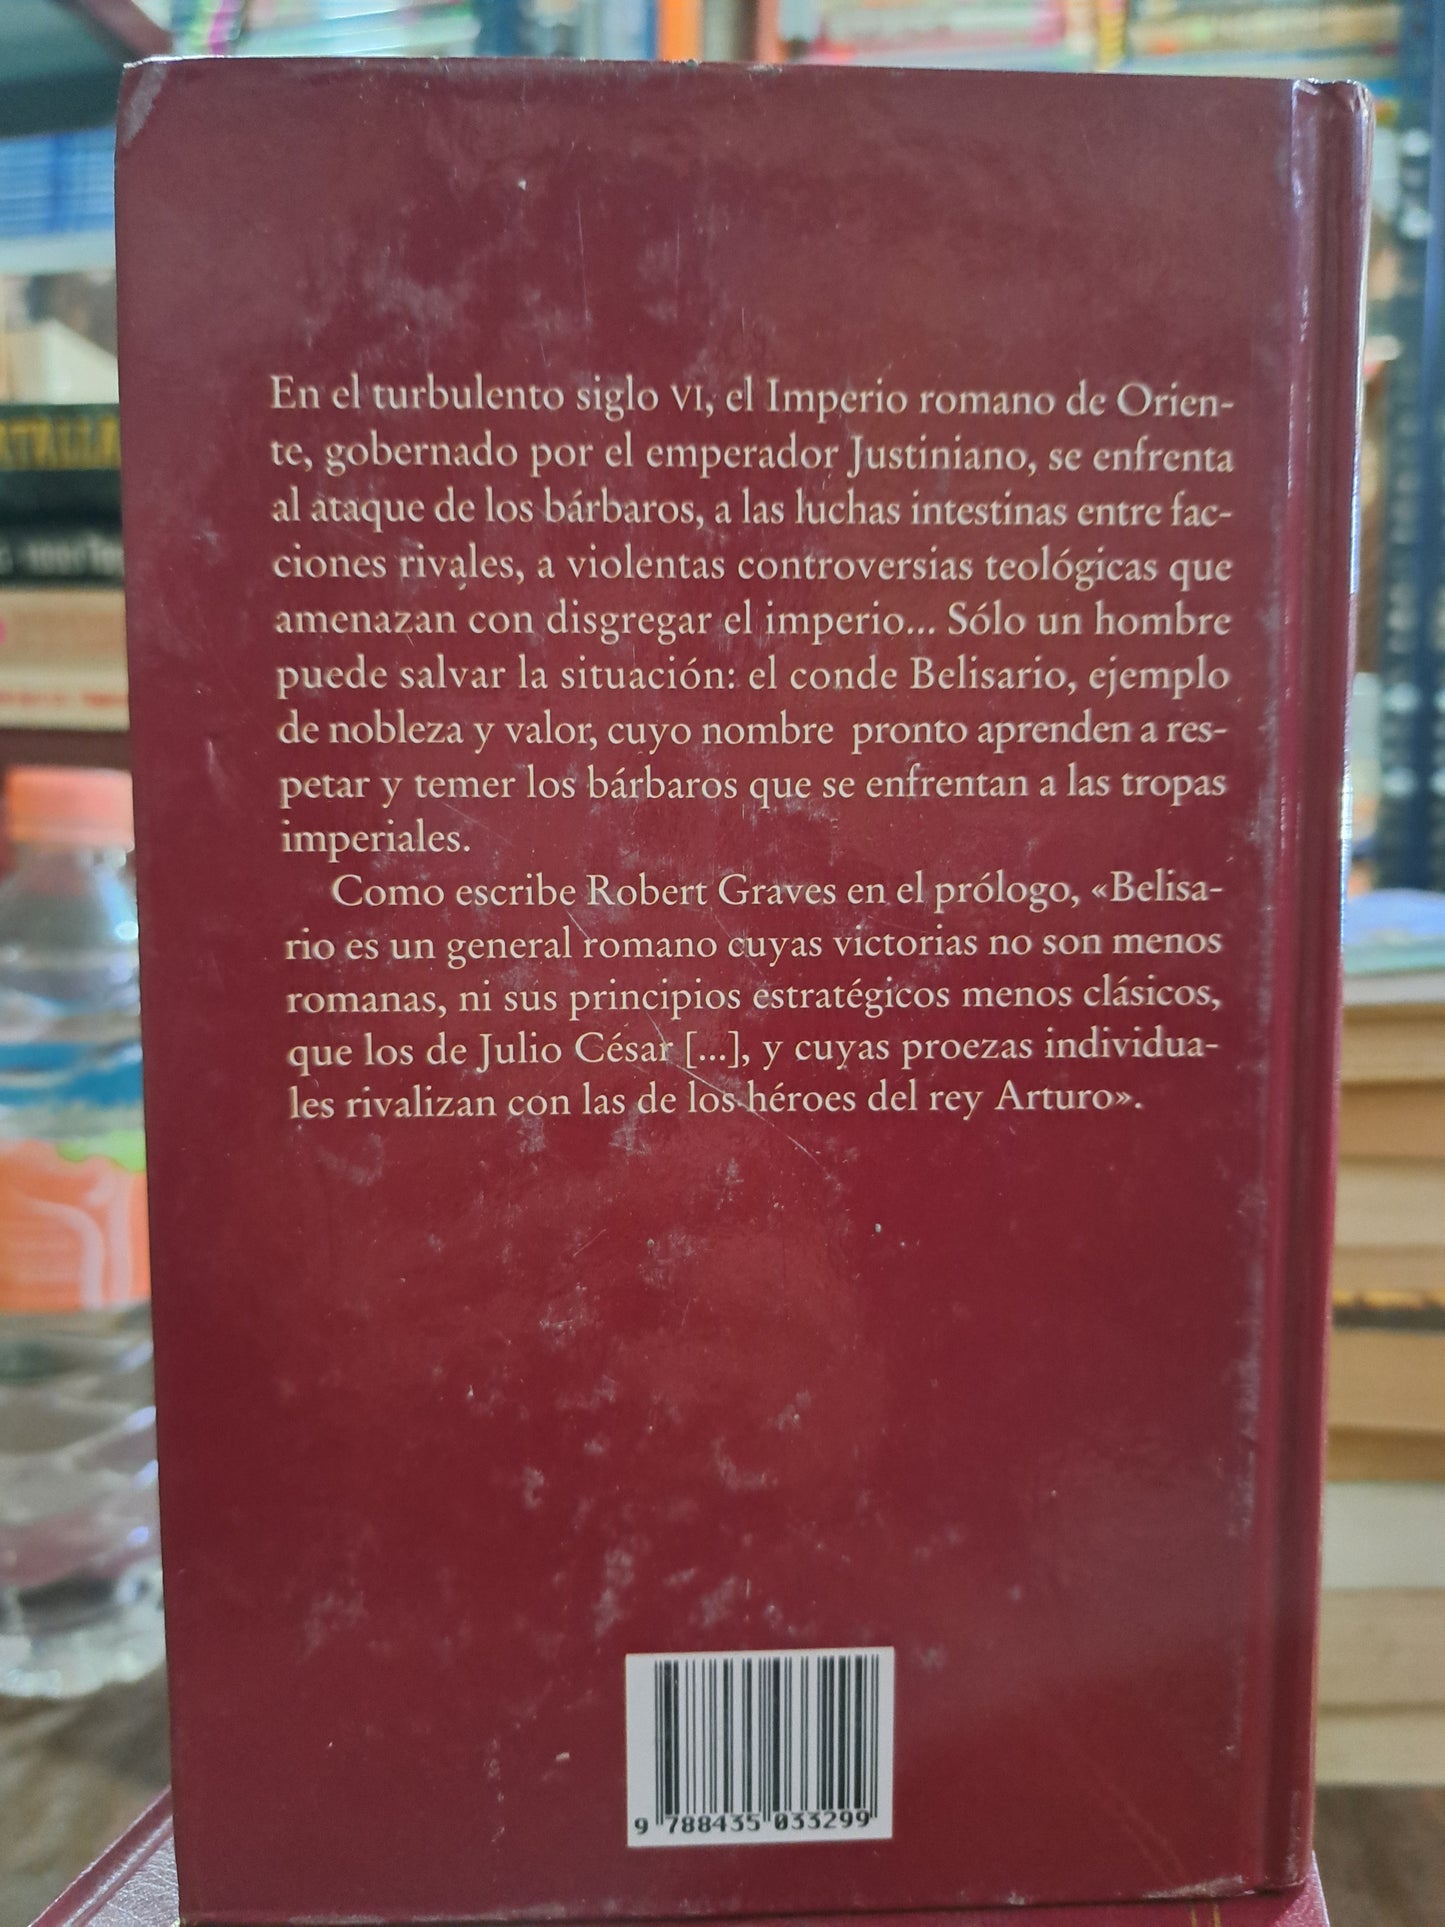 En el turbulento siglo VI, el Imperio romano de Orien-
te, gobernado por el emperador Justiniano, se enfrenta
al ataque de los bárbaros, a las luchas intestinas entre fac-
ciones rivales, a violentas controversias teológicas que
amenazan con disgregar el imperio... Sólo un hombre
puede salvar la situación: el conde Belisario, ejemplo
de nobleza y valor, cuyo nombre pronto aprenden a res-
petar y temer los bárbaros que se enfrentan a las tropas
imperiales.
Como escribe Robert Graves en el prólogo, «Belisa-
rio es un general romano cuyas victorias no son menos
romanas, ni sus principios estratégicos menos clásicos,
que los de Julio César [...], y cuyas proezas individua-
les rivalizan con las de los héroes del rey Arturo».
9 788435 033299